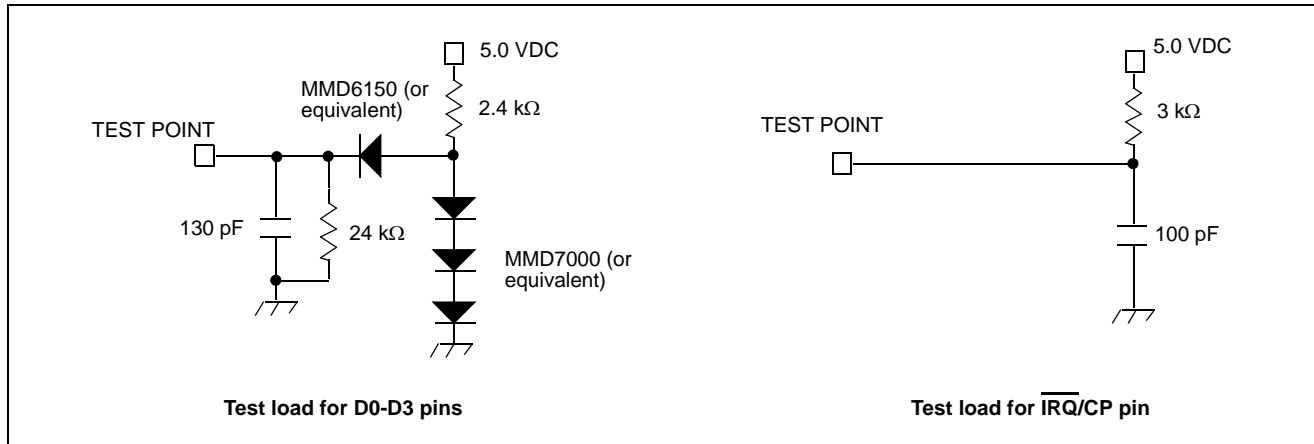 5.0 VDC
MMD6150 (or
equivalent)
2.4 kΩ
TEST POINT
130 pF
24 kΩ
MMD7000 (or
equivalent)
Test load for D0-D3 pins
5.0 VDC
3 kΩ
TEST POINT
100 pF
Test load for I̅R̅Q̅/CP pin